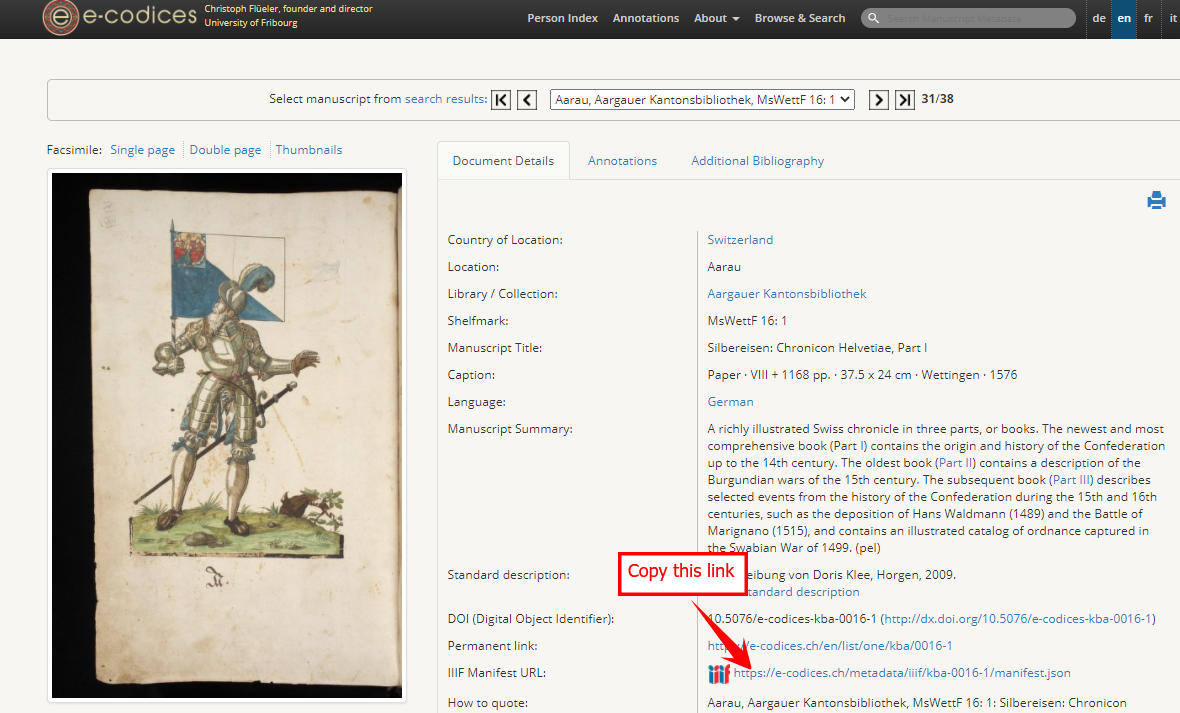 e-codices Christoph Flüeler, founder and director
University of Fribourg
Person Index Annotations About Browse & Search Search Manuscript Metadata de en fr it
Select manuscript from search results: Aarau, Aargauer Kantonsbibliothek, MsWettF 16: 1 31/38
Facsimile: Single page Double page Thumbnails
Document Details Annotations Additional Bibliography
Country of Location: Switzerland
Location: Aarau
Library / Collection: Aargauer Kantonsbibliothek
Shelfmark: MsWettF 16: 1
Manuscript Title: Silbereisen: Chronicon Helvetiae, Part I
Caption: Paper · VIII + 1168 pp. · 37.5 x 24 cm · Wettingen · 1576
Language: German
Manuscript Summary: A richly illustrated Swiss chronicle in three parts, or books. The newest and most
comprehensive book (Part I) contains the origin and history of the Confederation
up to the 14th century. The oldest book (Part II) contains a description of the
Burgundian wars of the 15th century. The subsequent book (Part III) describes
selected events from the history of the Confederation during the 15th and 16th
centuries, such as the deposition of Hans Waldmann (1489) and the Battle of
Marignano (1515), and contains an illustrated catalog of ordnance captured in
the Swabian War of 1499. (pel)
Copy this link
Standard description: eibung von Doris Klee, Horgen, 2009.
tandard description
DOI (Digital Object Identifier): 10.5076/e-codices-kba-0016-1 (http://dx.doi.org/10.5076/e-codices-kba-0016-1)
Permanent link: http://e-codices.ch/en/list/one/kba/0016-1
IIIF Manifest URL: iiif https://e-codices.ch/metadata/iiif/kba-0016-1/manifest.json
How to quote: Aarau, Aargauer Kantonsbibliothek, MsWettF 16: 1: Silbereisen: Chronicon